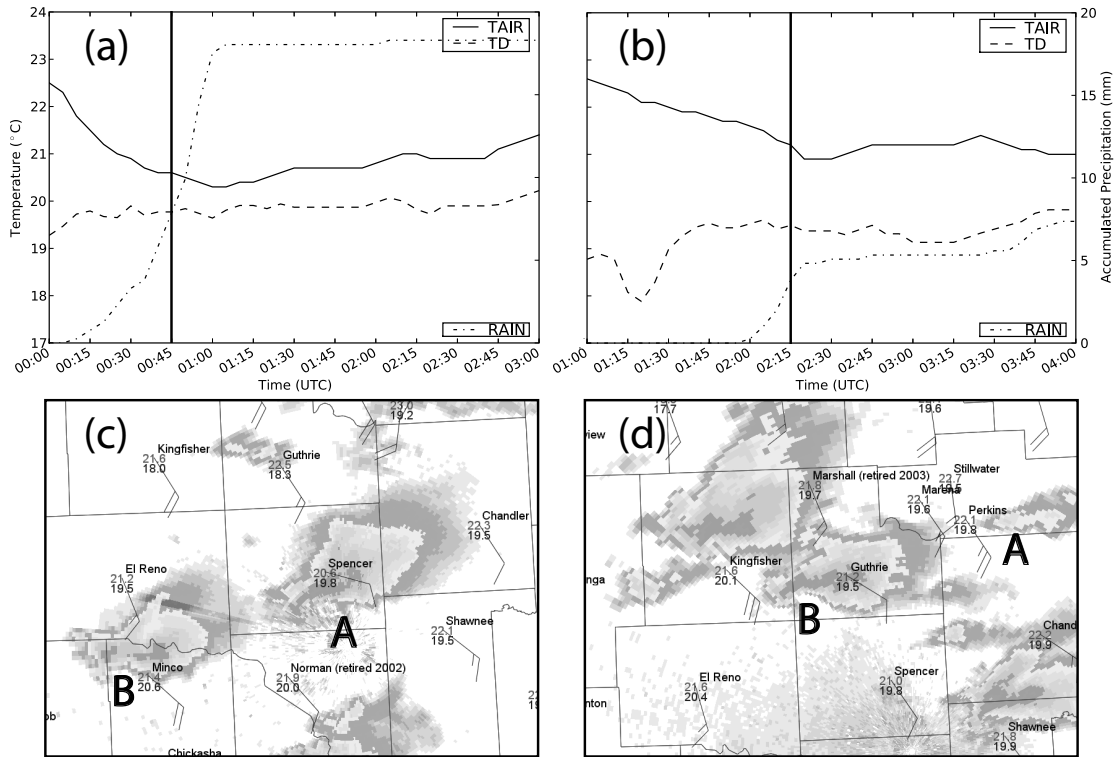 (a)
TAIR
TD
RAIN
24
23
22
21
20
19
18
17
Temperature (°C)
00:00 00:15 00:30 00:45 01:00 01:15 01:30 01:45 02:00 02:15 02:30 02:45 03:00
Time (UTC)
(b)
TAIR
TD
RAIN
20
15
10
5
0
Accumulated Precipitation (mm)
01:00 01:15 01:30 01:45 02:00 02:15 02:30 02:45 03:00 03:15 03:30 03:45 04:00
Time (UTC)
(c)
23.0
19.2
Kingfisher
21.6
18.0
Guthrie
22.5
18.3
Chandler
22.3
19.5
El Reno
21.2
19.5
Spencer
20.6
19.8
A
Shawnee
22.1
19.5
Minco
21.4
20.6
B
Norman (retired 2002)
21.9
20.0
Chickasha
(d)
17.7
19.6
view
Marshall (retired 2003)
21.8
19.7
Stillwater
22.7
19.5
Marena
22.1
19.6
Perkins
22.1
19.8
A
Kingfisher
21.6
20.1
Guthrie
21.2
19.5
B
nga
Chand
22.2
19.9
El Reno
21.6
20.4
Spencer
21.0
19.8
nton
Shawnee
21.8
19.9